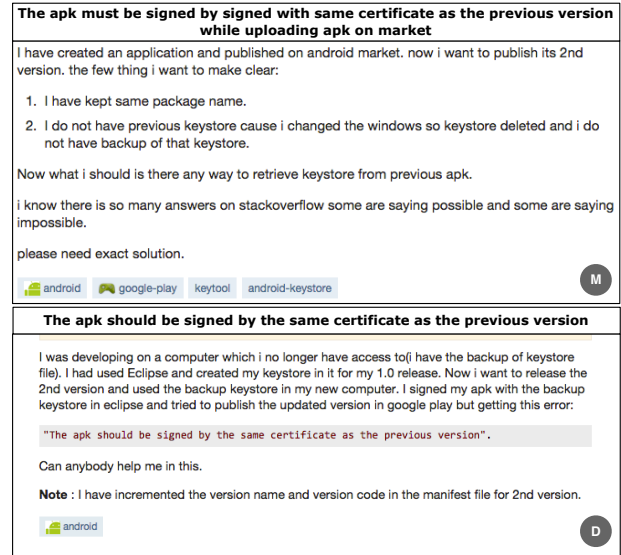 The apk must be signed by signed with same certificate as the previous version
while uploading apk on market
I have created an application and published on android market. now i want to publish its 2nd
version. the few thing i want to make clear:
1. I have kept same package name.
2. I do not have previous keystore cause i changed the windows so keystore deleted and i do
not have backup of that keystore.
Now what i should is there any way to retrieve keystore from previous apk.
i know there is so many answers on stackoverflow some are saying possible and some are saying
impossible.
please need exact solution.
android google-play keytool android-keystore
M
The apk should be signed by the same certificate as the previous version
I was developing on a computer which i no longer have access to(i have the backup of keystore
file). I had used Eclipse and created my keystore in it for my 1.0 release. Now i want to release the
2nd version and used the backup keystore in my new computer. I signed my apk with the backup
keystore in eclipse and tried to publish the updated version in google play but getting this error:
"The apk should be signed by the same certificate as the previous version".
Can anybody help me in this.
Note : I have incremented the version name and version code in the manifest file for 2nd version.
android
D